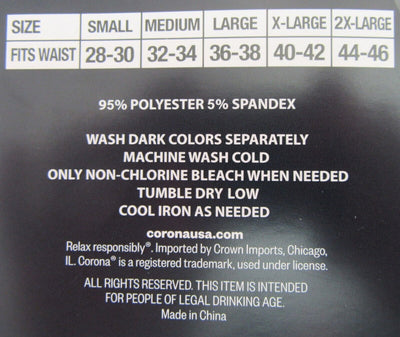 SIZE SMALL MEDIUM LARGE X-LARGE 2X-LARGE
FITS WAIST 28-30 32-34 36-38 40-42 44-46
95% POLYESTER 5% SPANDEX
WASH DARK COLORS SEPARATELY
MACHINE WASH COLD
ONLY NON-CHLORINE BLEACH WHEN NEEDED
TUMBLE DRY LOW
COOL IRON AS NEEDED
coronausa.com
Relax responsibly®. Imported by Crown Imports, Chicago,
IL. Corona® is a registered trademark, used under license.
ALL RIGHTS RESERVED. THIS ITEM IS INTENDED
FOR PEOPLE OF LEGAL DRINKING AGE.
Made in China